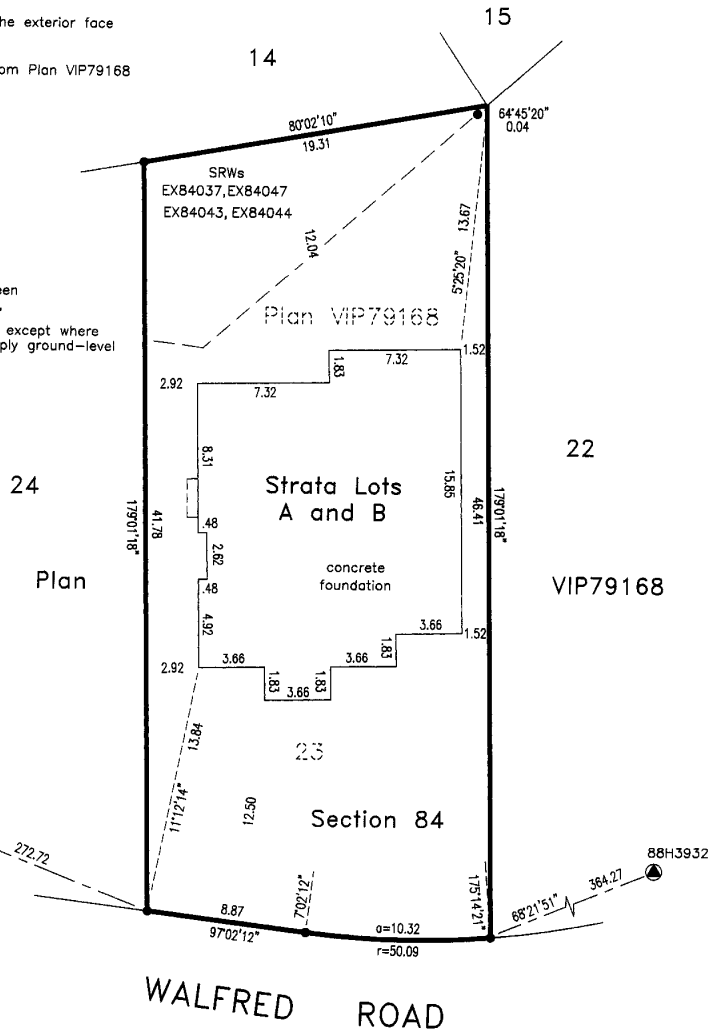 he exterior face
15
14
om Plan VIP79168
80°02'10"
19.31
64°45'20"
0.04
SRWs
EX84037,EX84047
EX84043, EX84044
12.04
13.67
5°25'20"
een
except where
ply ground-level
Plan VIP79168
1.83
7.32
1.52
2.92
7.32
8.31
22
24
Strata Lots
A and B
15.85
46.41
179°01'18"
179°01'18"
41.78
.48
2.62
.48
concrete
foundation
Plan
VIP79168
4.92
3.66
1.52
1.83
2.92
3.66
3.66
1.83
3.66
1.83
13.84
11°12'14"
23
12.50
Section 84
88H3932
272.72
364.27
68°21'51"
175°14'21"
7°02'12"
8.87
97°02'12"
a=10.32
r=50.09
WALFRED ROAD